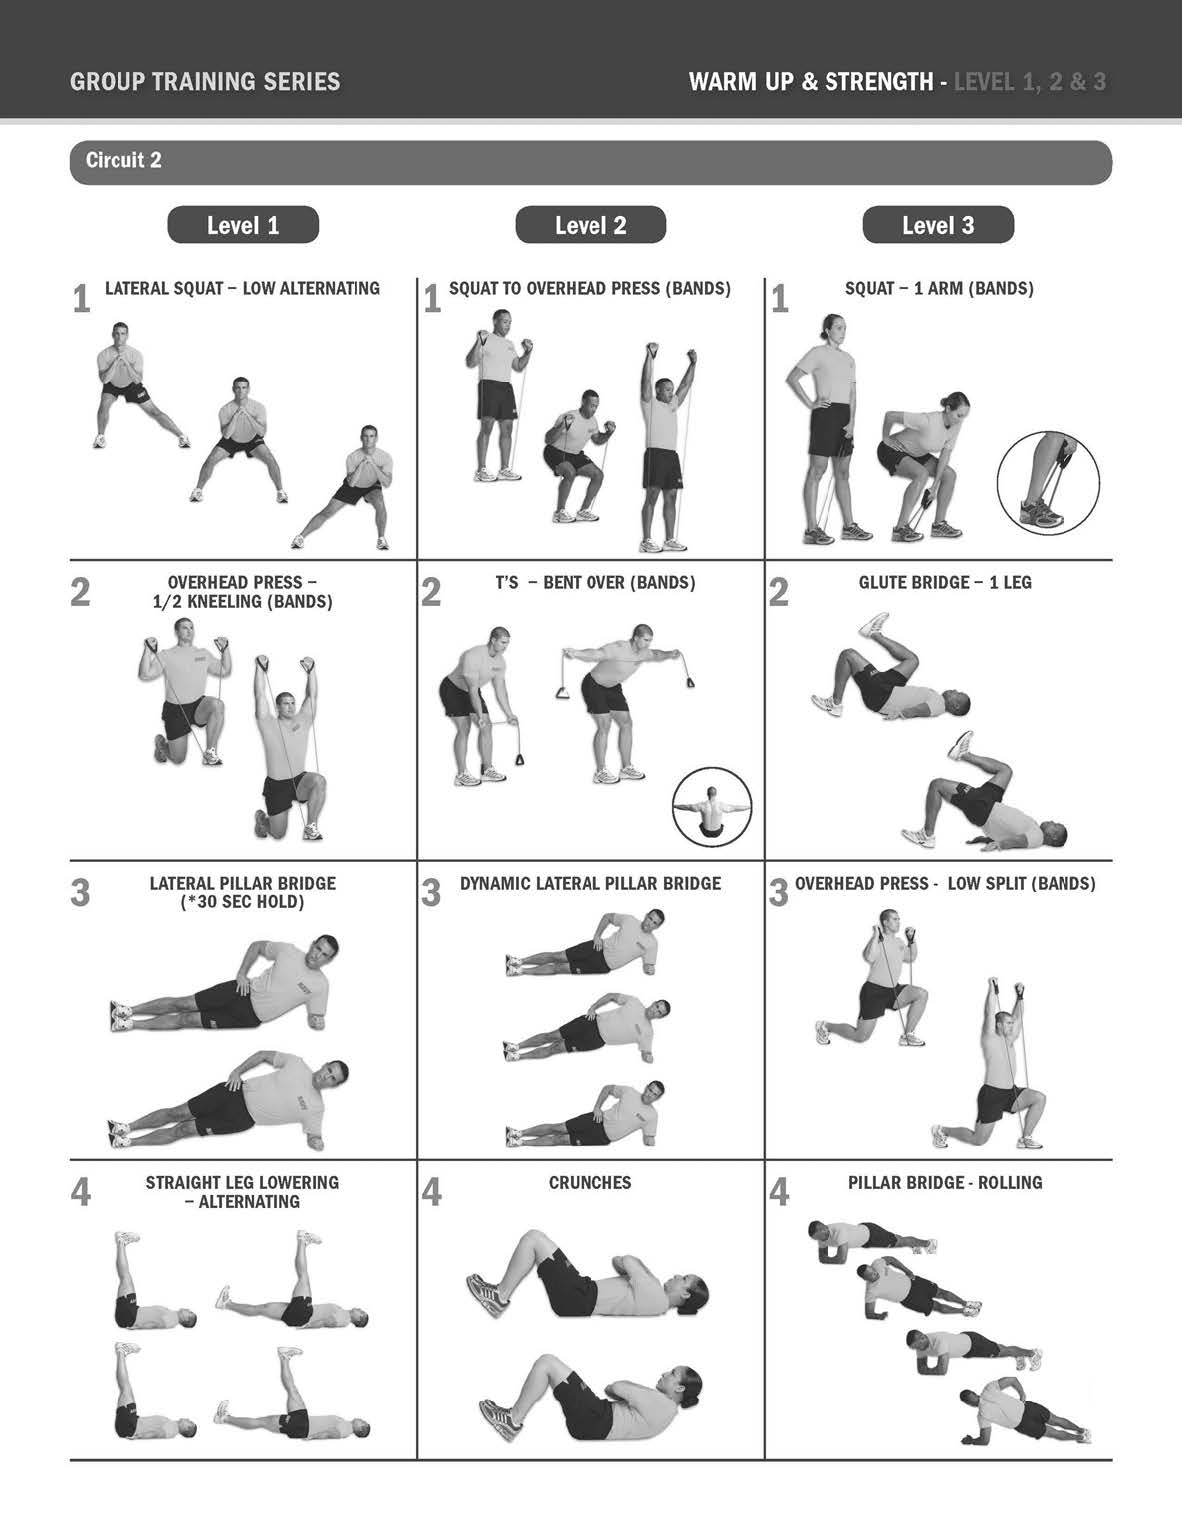 GROUP TRAINING SERIES
WARM UP & STRENGTH - LEVEL 1, 2 & 3
Circuit 2
Level 1
Level 2
Level 3
1 LATERAL SQUAT – LOW ALTERNATING
1 SQUAT TO OVERHEAD PRESS (BANDS)
1 SQUAT – 1 ARM (BANDS)
2 OVERHEAD PRESS –
1/2 KNEELING (BANDS)
2 T'S – BENT OVER (BANDS)
2 GLUTE BRIDGE – 1 LEG
3 LATERAL PILLAR BRIDGE
(*30 SEC HOLD)
3 DYNAMIC LATERAL PILLAR BRIDGE
3 OVERHEAD PRESS - LOW SPLIT (BANDS)
4 STRAIGHT LEG LOWERING
– ALTERNATING
4 CRUNCHES
4 PILLAR BRIDGE - ROLLING